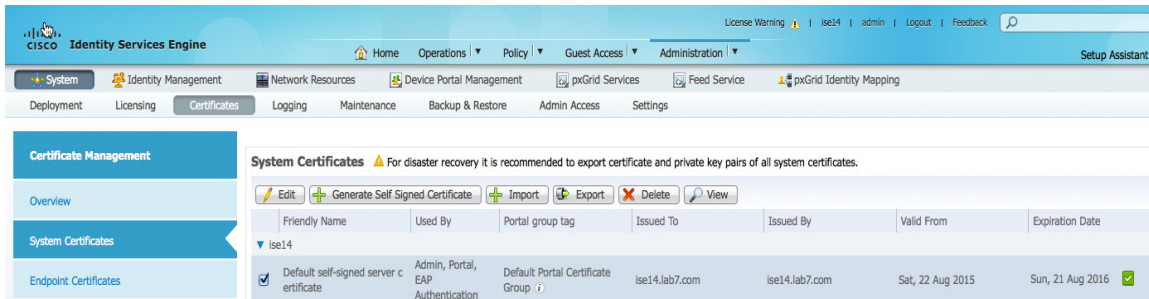 License Warning | ise14 | admin | Logout | Feedback
CISCO Identity Services Engine
Home Operations | Policy | Guest Access | Administration |
Setup Assistant
System Identity Management Network Resources Device Portal Management pxGrid Services Feed Service pxGrid Identity Mapping
Deployment Licensing Certificates Logging Maintenance Backup & Restore Admin Access Settings
Certificate Management
System Certificates For disaster recovery it is recommended to export certificate and private key pairs of all system certificates.
Edit Generate Self Signed Certificate Import Export Delete View
Overview
Friendly Name Used By Portal group tag Issued To Issued By Valid From Expiration Date
System Certificates
ise14
Endpoint Certificates
Default self-signed server c
ertificate
Admin, Portal,
EAP
Authentication
Default Portal Certificate
Group i
ise14.lab7.com
ise14.lab7.com
Sat, 22 Aug 2015
Sun, 21 Aug 2016